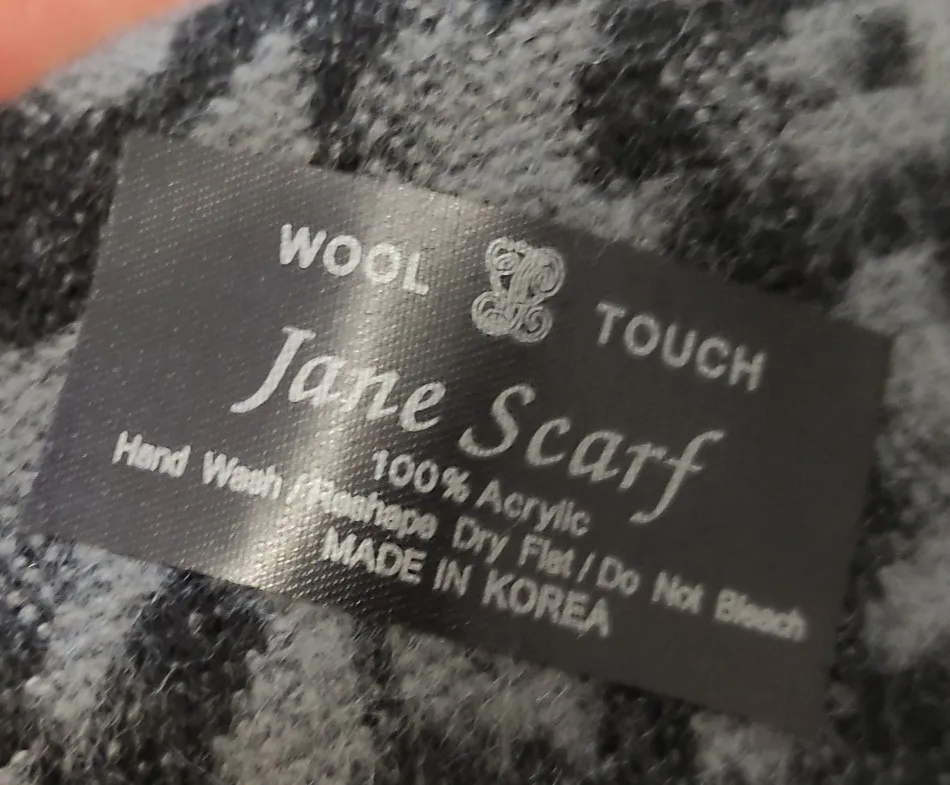 WOOL TOUCH
Jane Scarf
100% Acrylic
Hand Wash / Reshape Dry Flat / Do Not Bleach
MADE IN KOREA